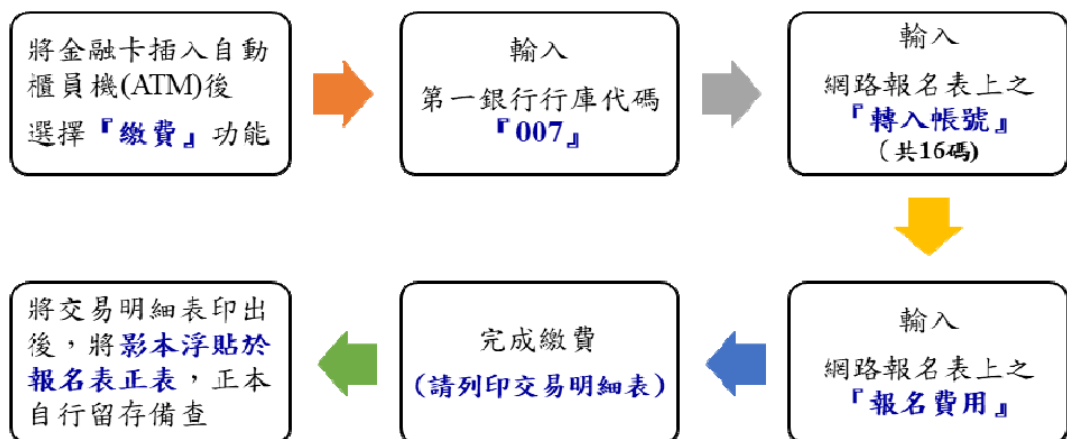 將金融卡插入自動
櫃員機(ATM)後
選擇『繳費』功能
輸入
第一銀行行庫代碼
『007』
輸入
網路報名表上之
『轉入帳號』
(共16碼)
輸入
網路報名表上之
『報名費用』
完成繳費
(請列印交易明細表)
將交易明細表印出
後，將影本浮貼於
報名表正表，正本
自行留存備查